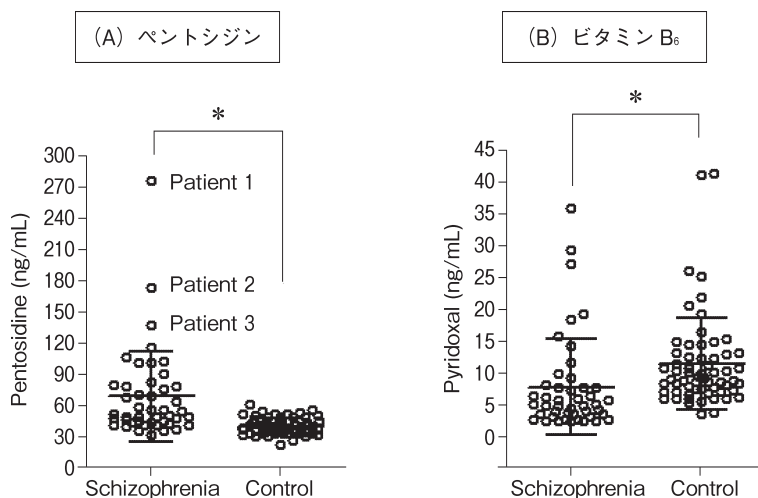 (A) ペントシジン
*
Pentosidine (ng/mL)
300
270
240
210
180
150
120
90
60
30
0
Patient 1
Patient 2
Patient 3
Schizophrenia
Control
(B) ビタミン B₆
*
Pyridoxal (ng/mL)
45
40
35
30
25
20
15
10
5
0
Schizophrenia
Control